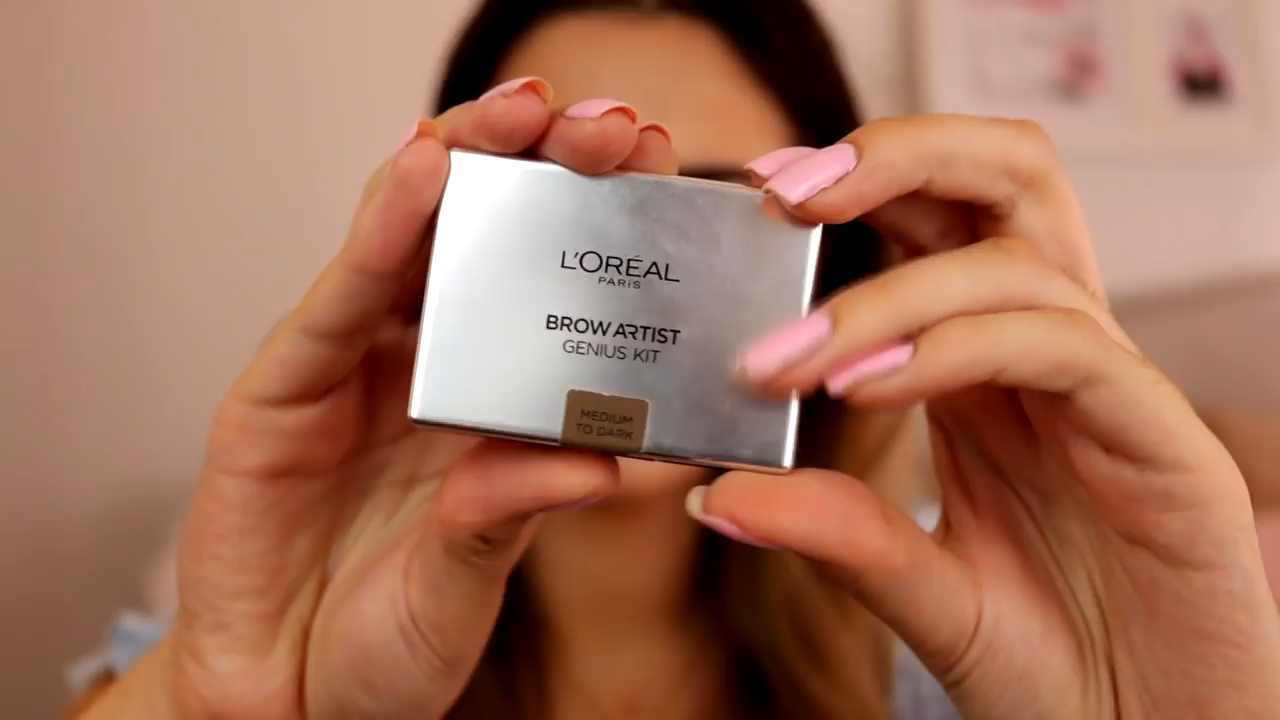 L'ORÉAL
PARIS
BROW ARTIST
GENIUS KIT
MEDIUM
TO DARK